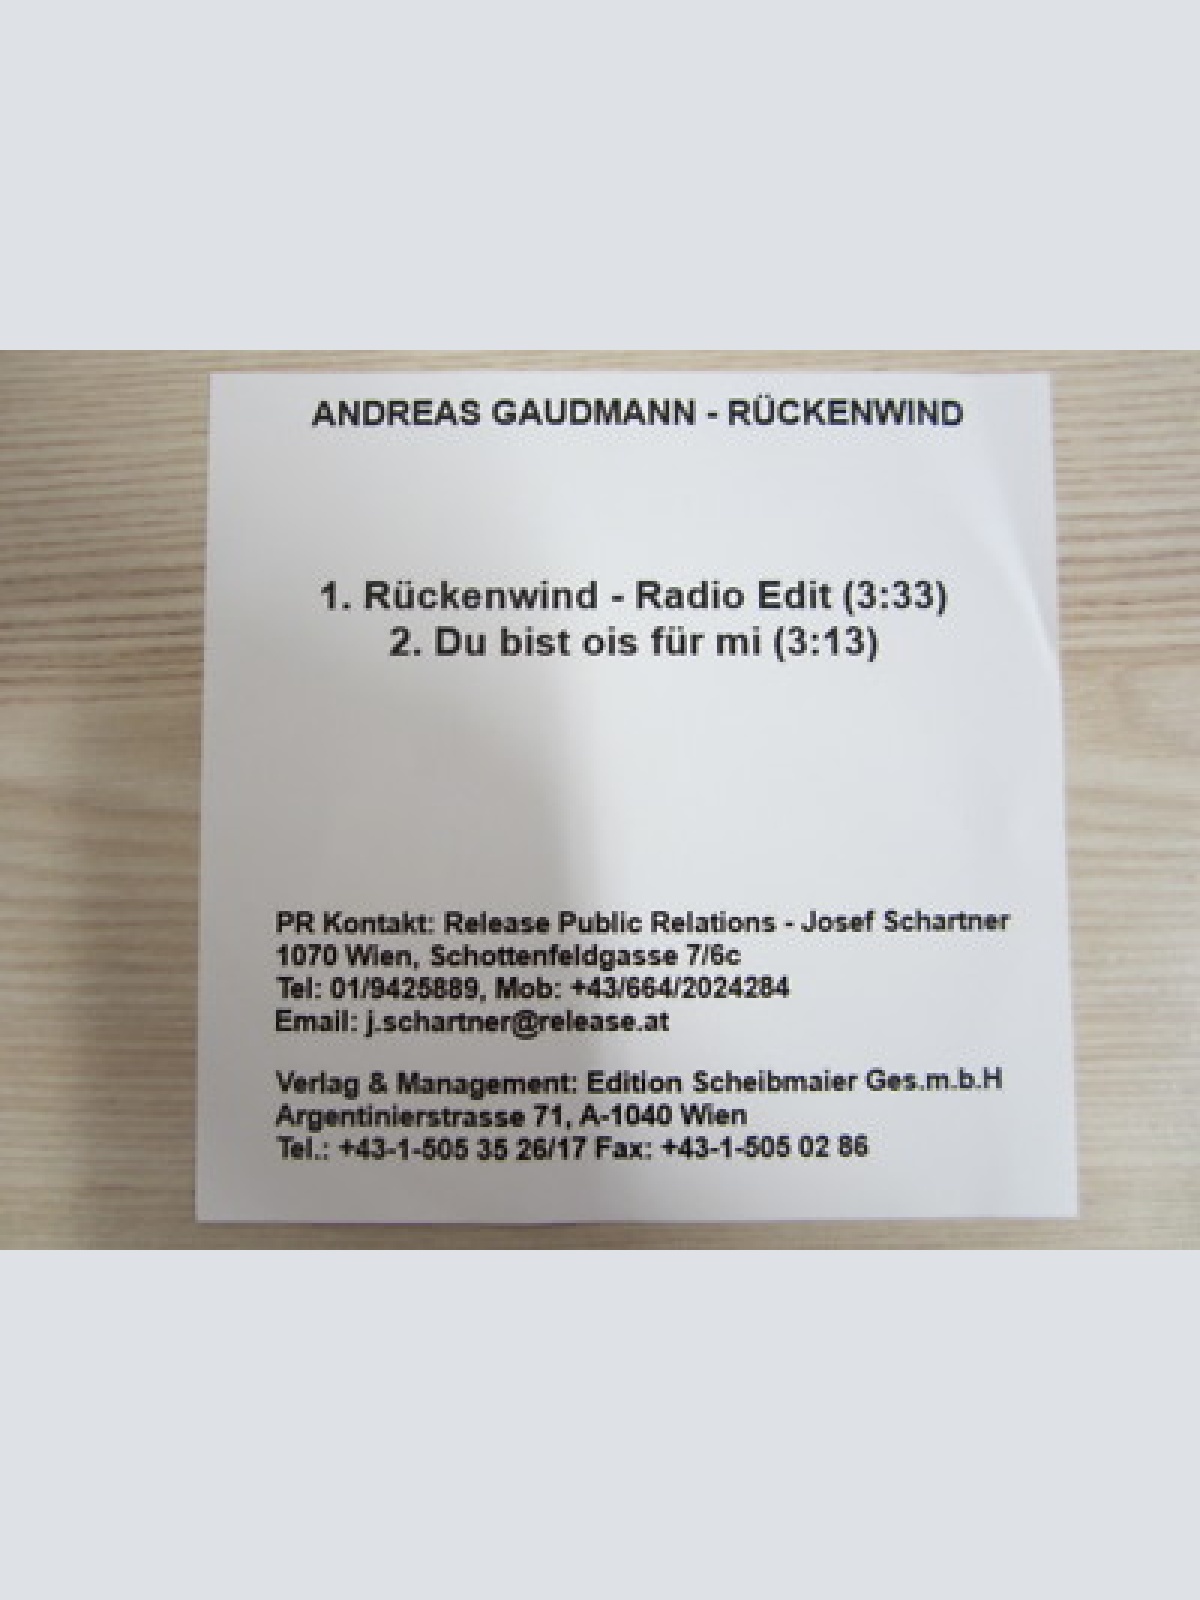 ANDREAS GAUDMANN - RÜCKENWIND
1. Rückenwind - Radio Edit (3:33)
2. Du bist ois für mi (3:13)
PR Kontakt: Release Public Relations - Josef Schartner
1070 Wien, Schottenfeldgasse 7/6c
Tel: 01/9425889, Mob: +43/664/2024284
Email: j.schartner@release.at
Verlag & Management: Edition Scheibmaier Ges.m.b.H
Argentinierstrasse 71, A-1040 Wien
Tel.: +43-1-505 35 26/17 Fax: +43-1-505 02 86